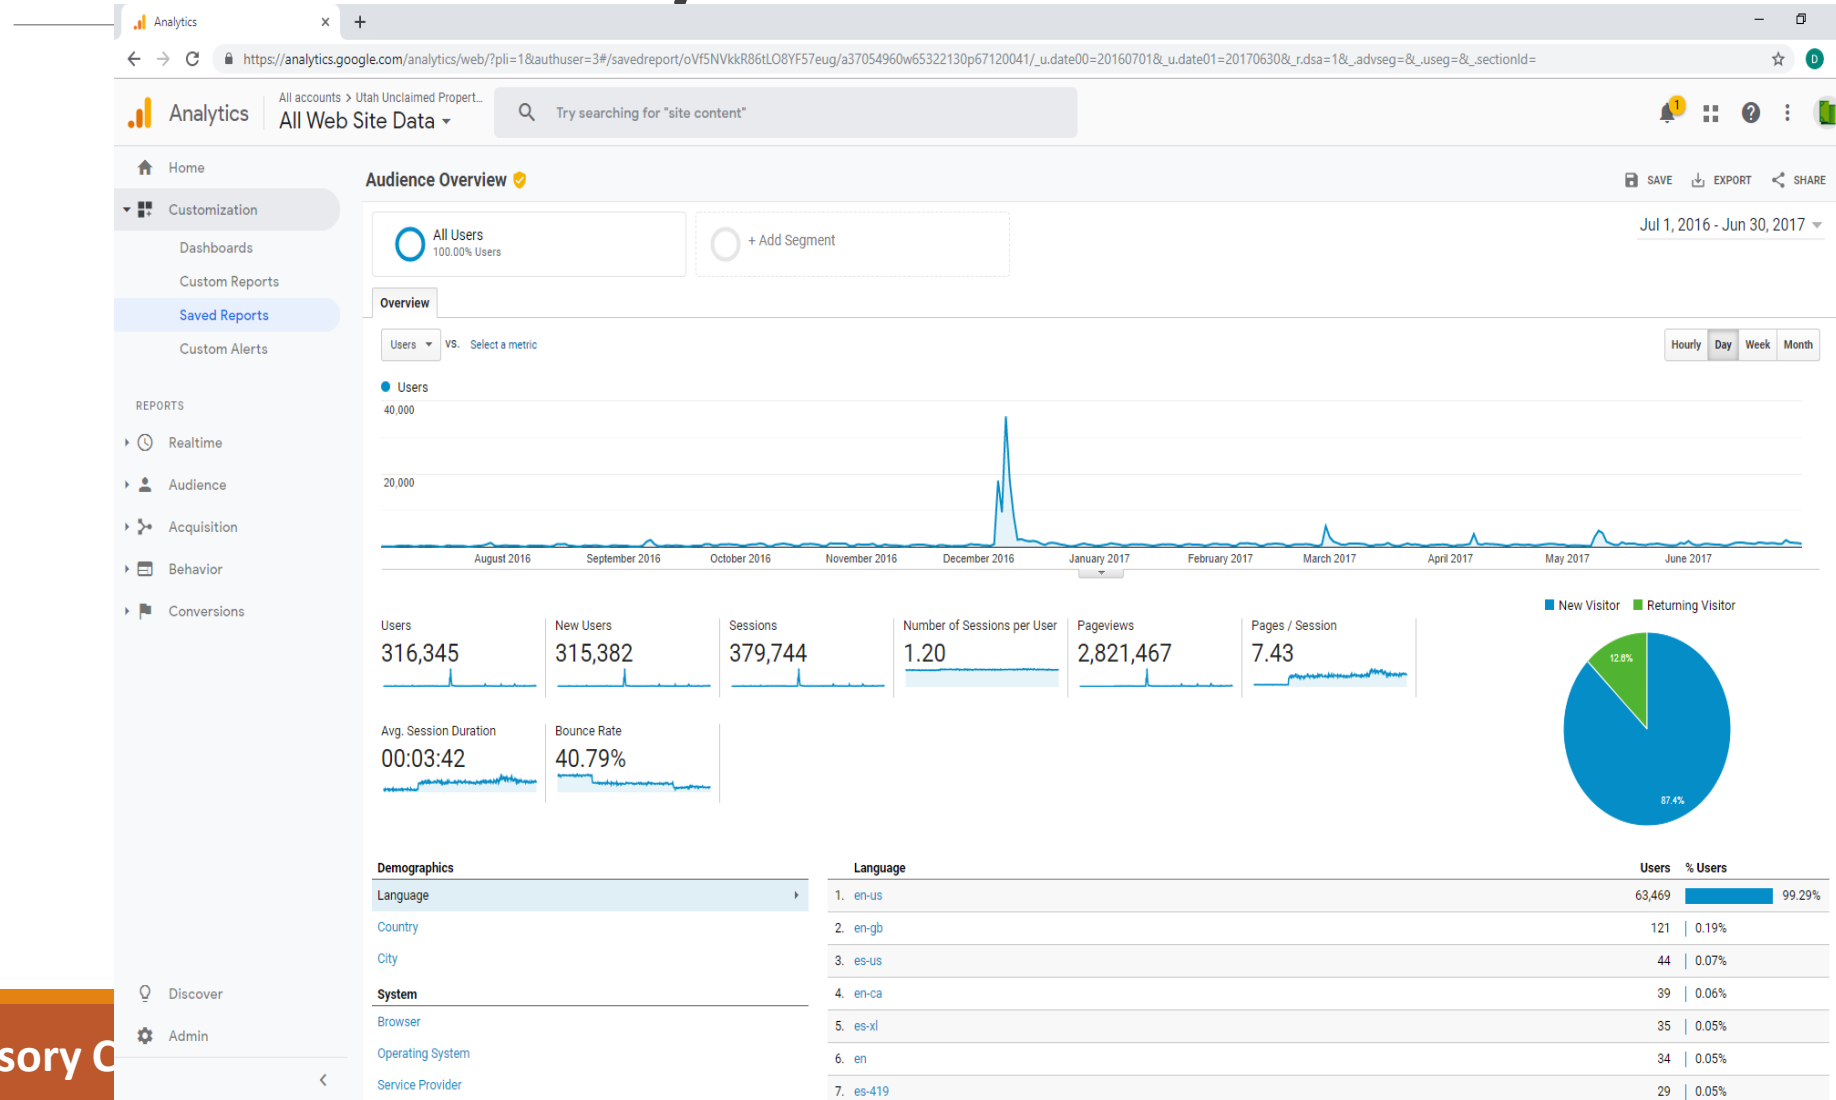 Analytics
https://analytics.google.com/analytics/web/?pli=1&authuser=3#/savedreport/oVf5NVkkR86tLO8YF57eug/a37054960w65322130p67120041/_u.date00=20160701&_u.date01=20170630&_r.dsa=1&_.advseg=&_.useg=&_.sectionId=
D
Analytics
All accounts > Utah Unclaimed Propert...
All Web Site Data
Try searching for "site content"
1
Home
Customization
Dashboards
Custom Reports
Saved Reports
Custom Alerts
REPORTS
Realtime
Audience
Acquisition
Behavior
Conversions
Discover
Admin
Audience Overview
SAVE EXPORT SHARE
All Users
100.00% Users
+ Add Segment
Jul 1, 2016 - Jun 30, 2017
Overview
Users VS. Select a metric
Hourly Day Week Month
Users
40,000
20,000
August 2016 September 2016 October 2016 November 2016 December 2016 January 2017 February 2017 March 2017 April 2017 May 2017 June 2017
New Visitor Returning Visitor
12.6%
87.4%
Users
316,345
New Users
315,382
Sessions
379,744
Number of Sessions per User
1.20
Pageviews
2,821,467
Pages / Session
7.43
Avg. Session Duration
00:03:42
Bounce Rate
40.79%
Demographics
Language
Country
City
System
Browser
Operating System
Service Provider
Language Users % Users
1. en-us 63,469 99.29%
2. en-gb 121 0.19%
3. es-us 44 0.07%
4. en-ca 39 0.06%
5. es-xl 35 0.05%
6. en 34 0.05%
7. es-419 29 0.05%
sory C